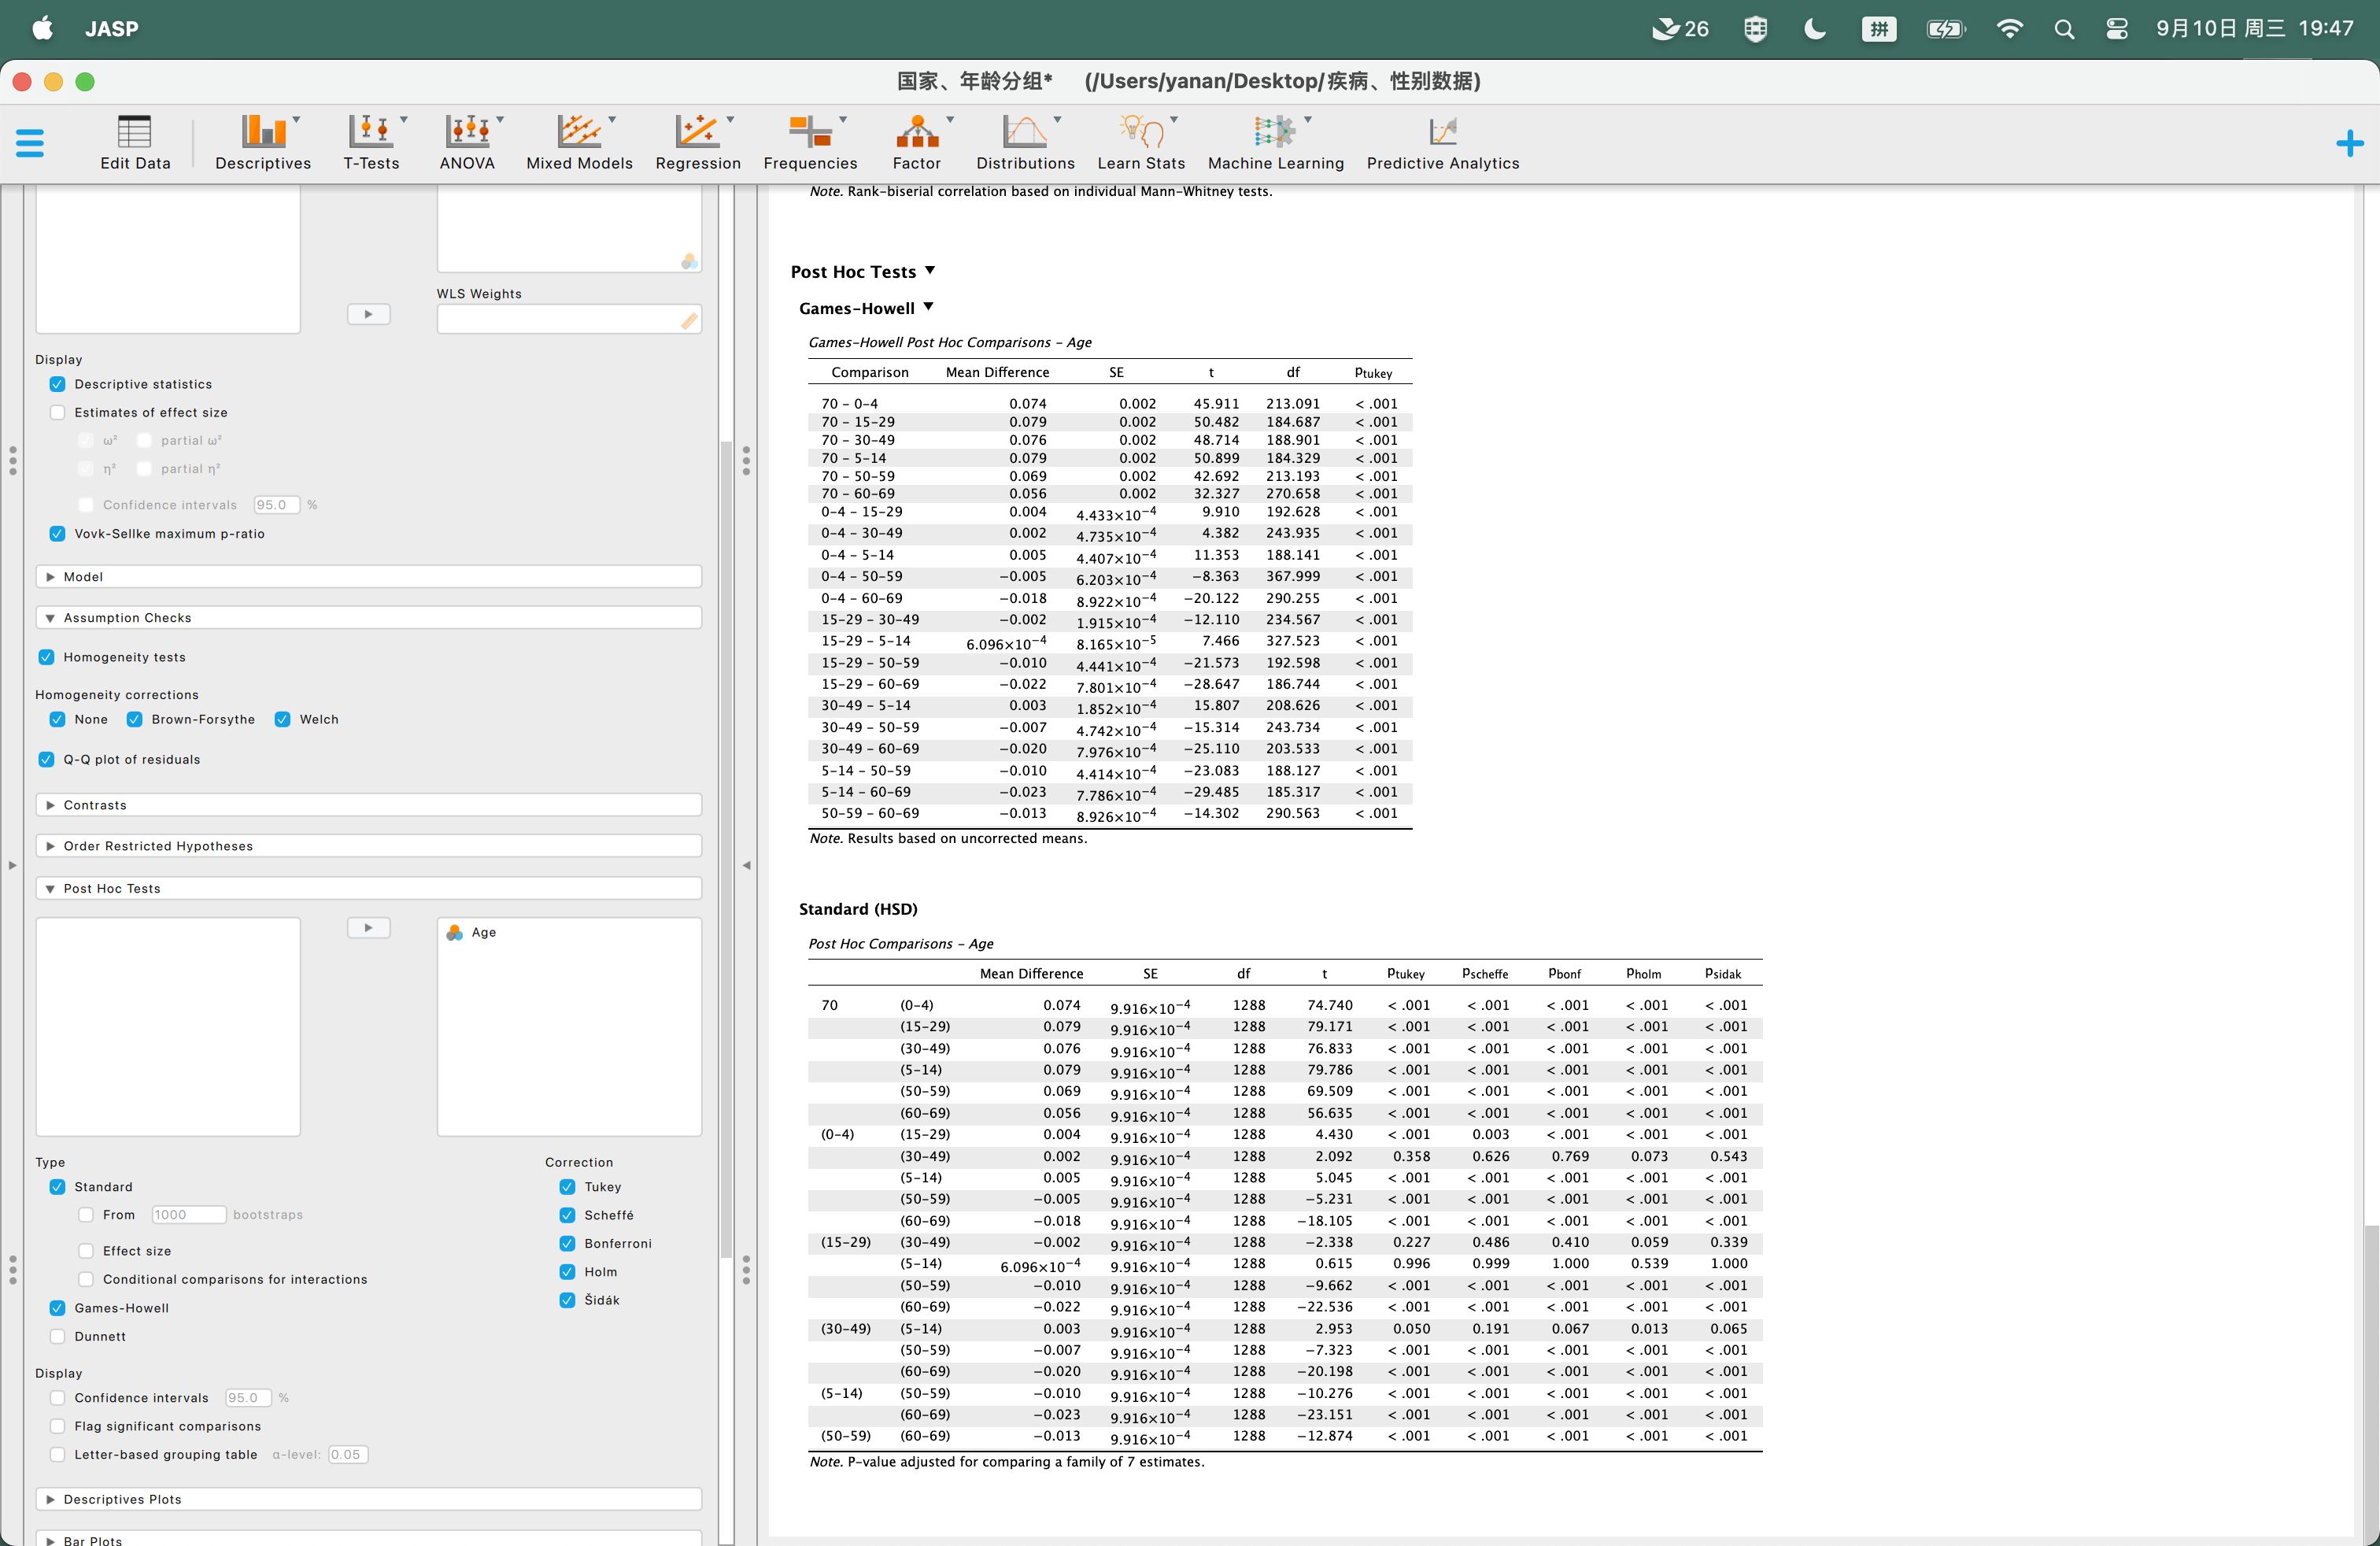 JASP 26 拼 9月10日 周三 19:47
国家、年龄分组* (/Users/yanan/Desktop/疾病、性别数据)
Edit Data Descriptives T-Tests ANOVA Mixed Models Regression Frequencies Factor Distributions Learn Stats Machine Learning Predictive Analytics
WLS Weights
Display
Descriptive statistics
Estimates of effect size
ω² partial ω²
η² partial η²
Confidence intervals 95.0 %
Vovk-Sellke maximum p-ratio
Model
Assumption Checks
Homogeneity tests
Homogeneity corrections
None Brown-Forsythe Welch
Q-Q plot of residuals
Contrasts
Order Restricted Hypotheses
Post Hoc Tests
Age
Type Correction
Standard Tukey
From 1000 bootstraps Scheffé
Effect size Bonferroni
Conditional comparisons for interactions Holm
Games-Howell Šidák
Dunnett
Display
Confidence intervals 95.0 %
Flag significant comparisons
Letter-based grouping table α-level: 0.05
Descriptives Plots
Bar Plots
Note. Rank-biserial correlation based on individual Mann-Whitney tests.
Post Hoc Tests
Games-Howell
Games-Howell Post Hoc Comparisons – Age
Comparison Mean Difference SE t df ptukey
70 – 0-4 0.074 0.002 45.911 213.091 < .001
70 – 15-29 0.079 0.002 50.482 184.687 < .001
70 – 30-49 0.076 0.002 48.714 188.901 < .001
70 – 5-14 0.079 0.002 50.899 184.329 < .001
70 – 50-59 0.069 0.002 42.692 213.193 < .001
70 – 60-69 0.056 0.002 32.327 270.658 < .001
0-4 – 15-29 0.004 4.433×10⁻⁴ 9.910 192.628 < .001
0-4 – 30-49 0.002 4.735×10⁻⁴ 4.382 243.935 < .001
0-4 – 5-14 0.005 4.407×10⁻⁴ 11.353 188.141 < .001
0-4 – 50-59 −0.005 6.203×10⁻⁴ −8.363 367.999 < .001
0-4 – 60-69 −0.018 8.922×10⁻⁴ −20.122 290.255 < .001
15-29 – 30-49 −0.002 1.915×10⁻⁴ −12.110 234.567 < .001
15-29 – 5-14 6.096×10⁻⁴ 8.165×10⁻⁵ 7.466 327.523 < .001
15-29 – 50-59 −0.010 4.441×10⁻⁴ −21.573 192.598 < .001
15-29 – 60-69 −0.022 7.801×10⁻⁴ −28.647 186.744 < .001
30-49 – 5-14 0.003 1.852×10⁻⁴ 15.807 208.626 < .001
30-49 – 50-59 −0.007 4.742×10⁻⁴ −15.314 243.734 < .001
30-49 – 60-69 −0.020 7.976×10⁻⁴ −25.110 203.533 < .001
5-14 – 50-59 −0.010 4.414×10⁻⁴ −23.083 188.127 < .001
5-14 – 60-69 −0.023 7.786×10⁻⁴ −29.485 185.317 < .001
50-59 – 60-69 −0.013 8.926×10⁻⁴ −14.302 290.563 < .001
Note. Results based on uncorrected means.
Standard (HSD)
Post Hoc Comparisons – Age
Mean Difference SE df t ptukey pscheffe pbonf pholm psidak
70 (0-4) 0.074 9.916×10⁻⁴ 1288 74.740 < .001 < .001 < .001 < .001 < .001
(15-29) 0.079 9.916×10⁻⁴ 1288 79.171 < .001 < .001 < .001 < .001 < .001
(30-49) 0.076 9.916×10⁻⁴ 1288 76.833 < .001 < .001 < .001 < .001 < .001
(5-14) 0.079 9.916×10⁻⁴ 1288 79.786 < .001 < .001 < .001 < .001 < .001
(50-59) 0.069 9.916×10⁻⁴ 1288 69.509 < .001 < .001 < .001 < .001 < .001
(60-69) 0.056 9.916×10⁻⁴ 1288 56.635 < .001 < .001 < .001 < .001 < .001
(0-4) (15-29) 0.004 9.916×10⁻⁴ 1288 4.430 < .001 0.003 < .001 < .001 < .001
(30-49) 0.002 9.916×10⁻⁴ 1288 2.092 0.358 0.626 0.769 0.073 0.543
(5-14) 0.005 9.916×10⁻⁴ 1288 5.045 < .001 < .001 < .001 < .001 < .001
(50-59) −0.005 9.916×10⁻⁴ 1288 −5.231 < .001 < .001 < .001 < .001 < .001
(60-69) −0.018 9.916×10⁻⁴ 1288 −18.105 < .001 < .001 < .001 < .001 < .001
(15-29) (30-49) −0.002 9.916×10⁻⁴ 1288 −2.338 0.227 0.486 0.410 0.059 0.339
(5-14) 6.096×10⁻⁴ 9.916×10⁻⁴ 1288 0.615 0.996 0.999 1.000 0.539 1.000
(50-59) −0.010 9.916×10⁻⁴ 1288 −9.662 < .001 < .001 < .001 < .001 < .001
(60-69) −0.022 9.916×10⁻⁴ 1288 −22.536 < .001 < .001 < .001 < .001 < .001
(30-49) (5-14) 0.003 9.916×10⁻⁴ 1288 2.953 0.050 0.191 0.067 0.013 0.065
(50-59) −0.007 9.916×10⁻⁴ 1288 −7.323 < .001 < .001 < .001 < .001 < .001
(60-69) −0.020 9.916×10⁻⁴ 1288 −20.198 < .001 < .001 < .001 < .001 < .001
(5-14) (50-59) −0.010 9.916×10⁻⁴ 1288 −10.276 < .001 < .001 < .001 < .001 < .001
(60-69) −0.023 9.916×10⁻⁴ 1288 −23.151 < .001 < .001 < .001 < .001 < .001
(50-59) (60-69) −0.013 9.916×10⁻⁴ 1288 −12.874 < .001 < .001 < .001 < .001 < .001
Note. P-value adjusted for comparing a family of 7 estimates.